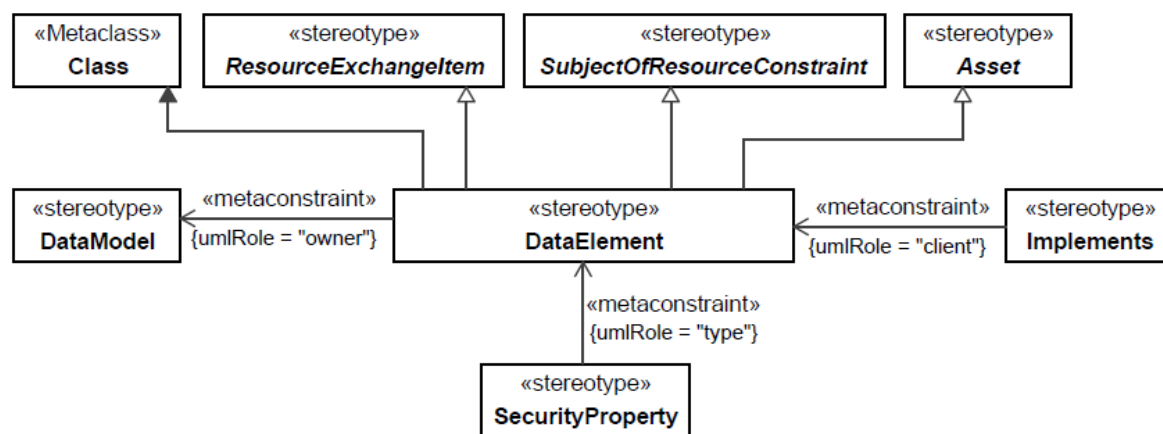 «Metaclass»
Class
«stereotype»
ResourceExchangeItem
«stereotype»
SubjectOfResourceConstraint
«stereotype»
Asset
«stereotype»
DataModel
«metaconstraint»
{umlRole = "owner"}
«stereotype»
DataElement
«metaconstraint»
{umlRole = "client"}
«stereotype»
Implements
«metaconstraint»
{umlRole = "type"}
«stereotype»
SecurityProperty